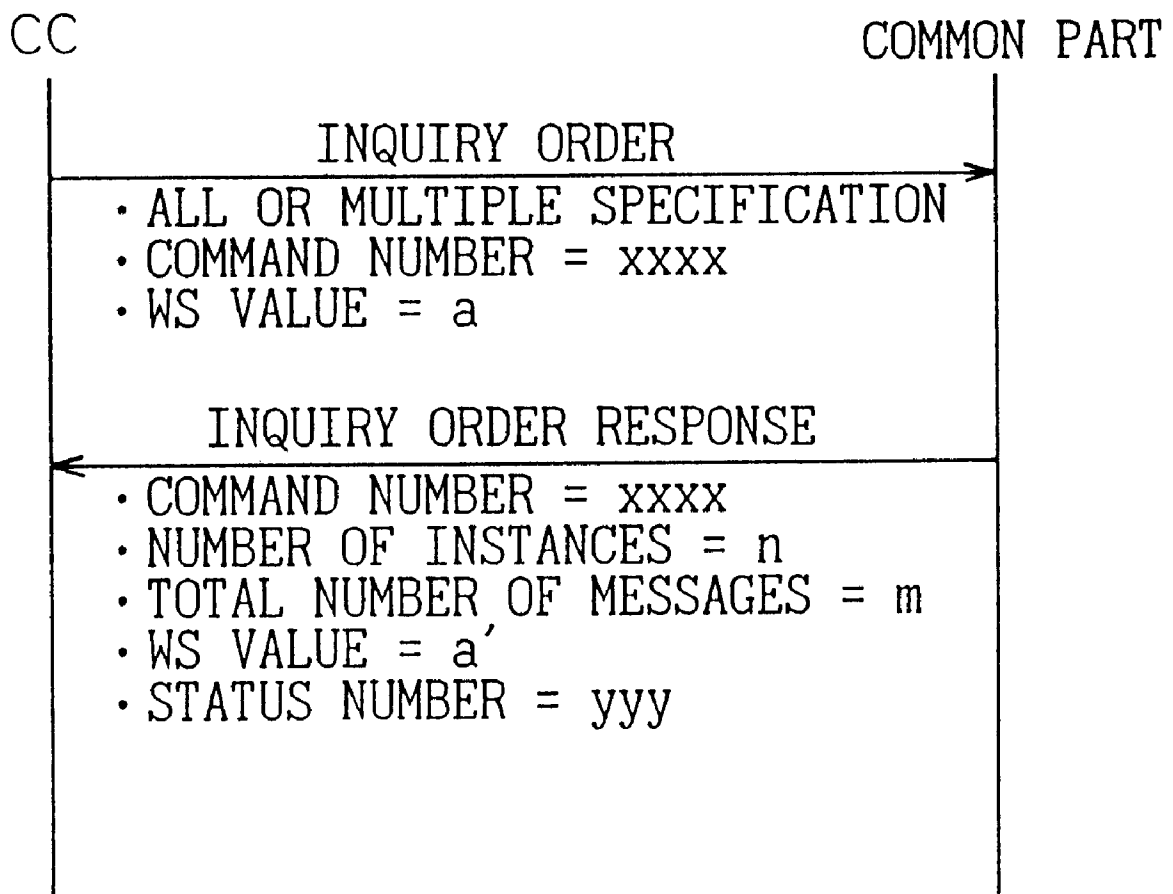 CC
COMMON PART
INQUIRY ORDER
· ALL OR MULTIPLE SPECIFICATION
· COMMAND NUMBER = xxxx
· WS VALUE = a
INQUIRY ORDER RESPONSE
· COMMAND NUMBER = xxxx
· NUMBER OF INSTANCES = n
· TOTAL NUMBER OF MESSAGES = m
· WS VALUE = a′
· STATUS NUMBER = yyy